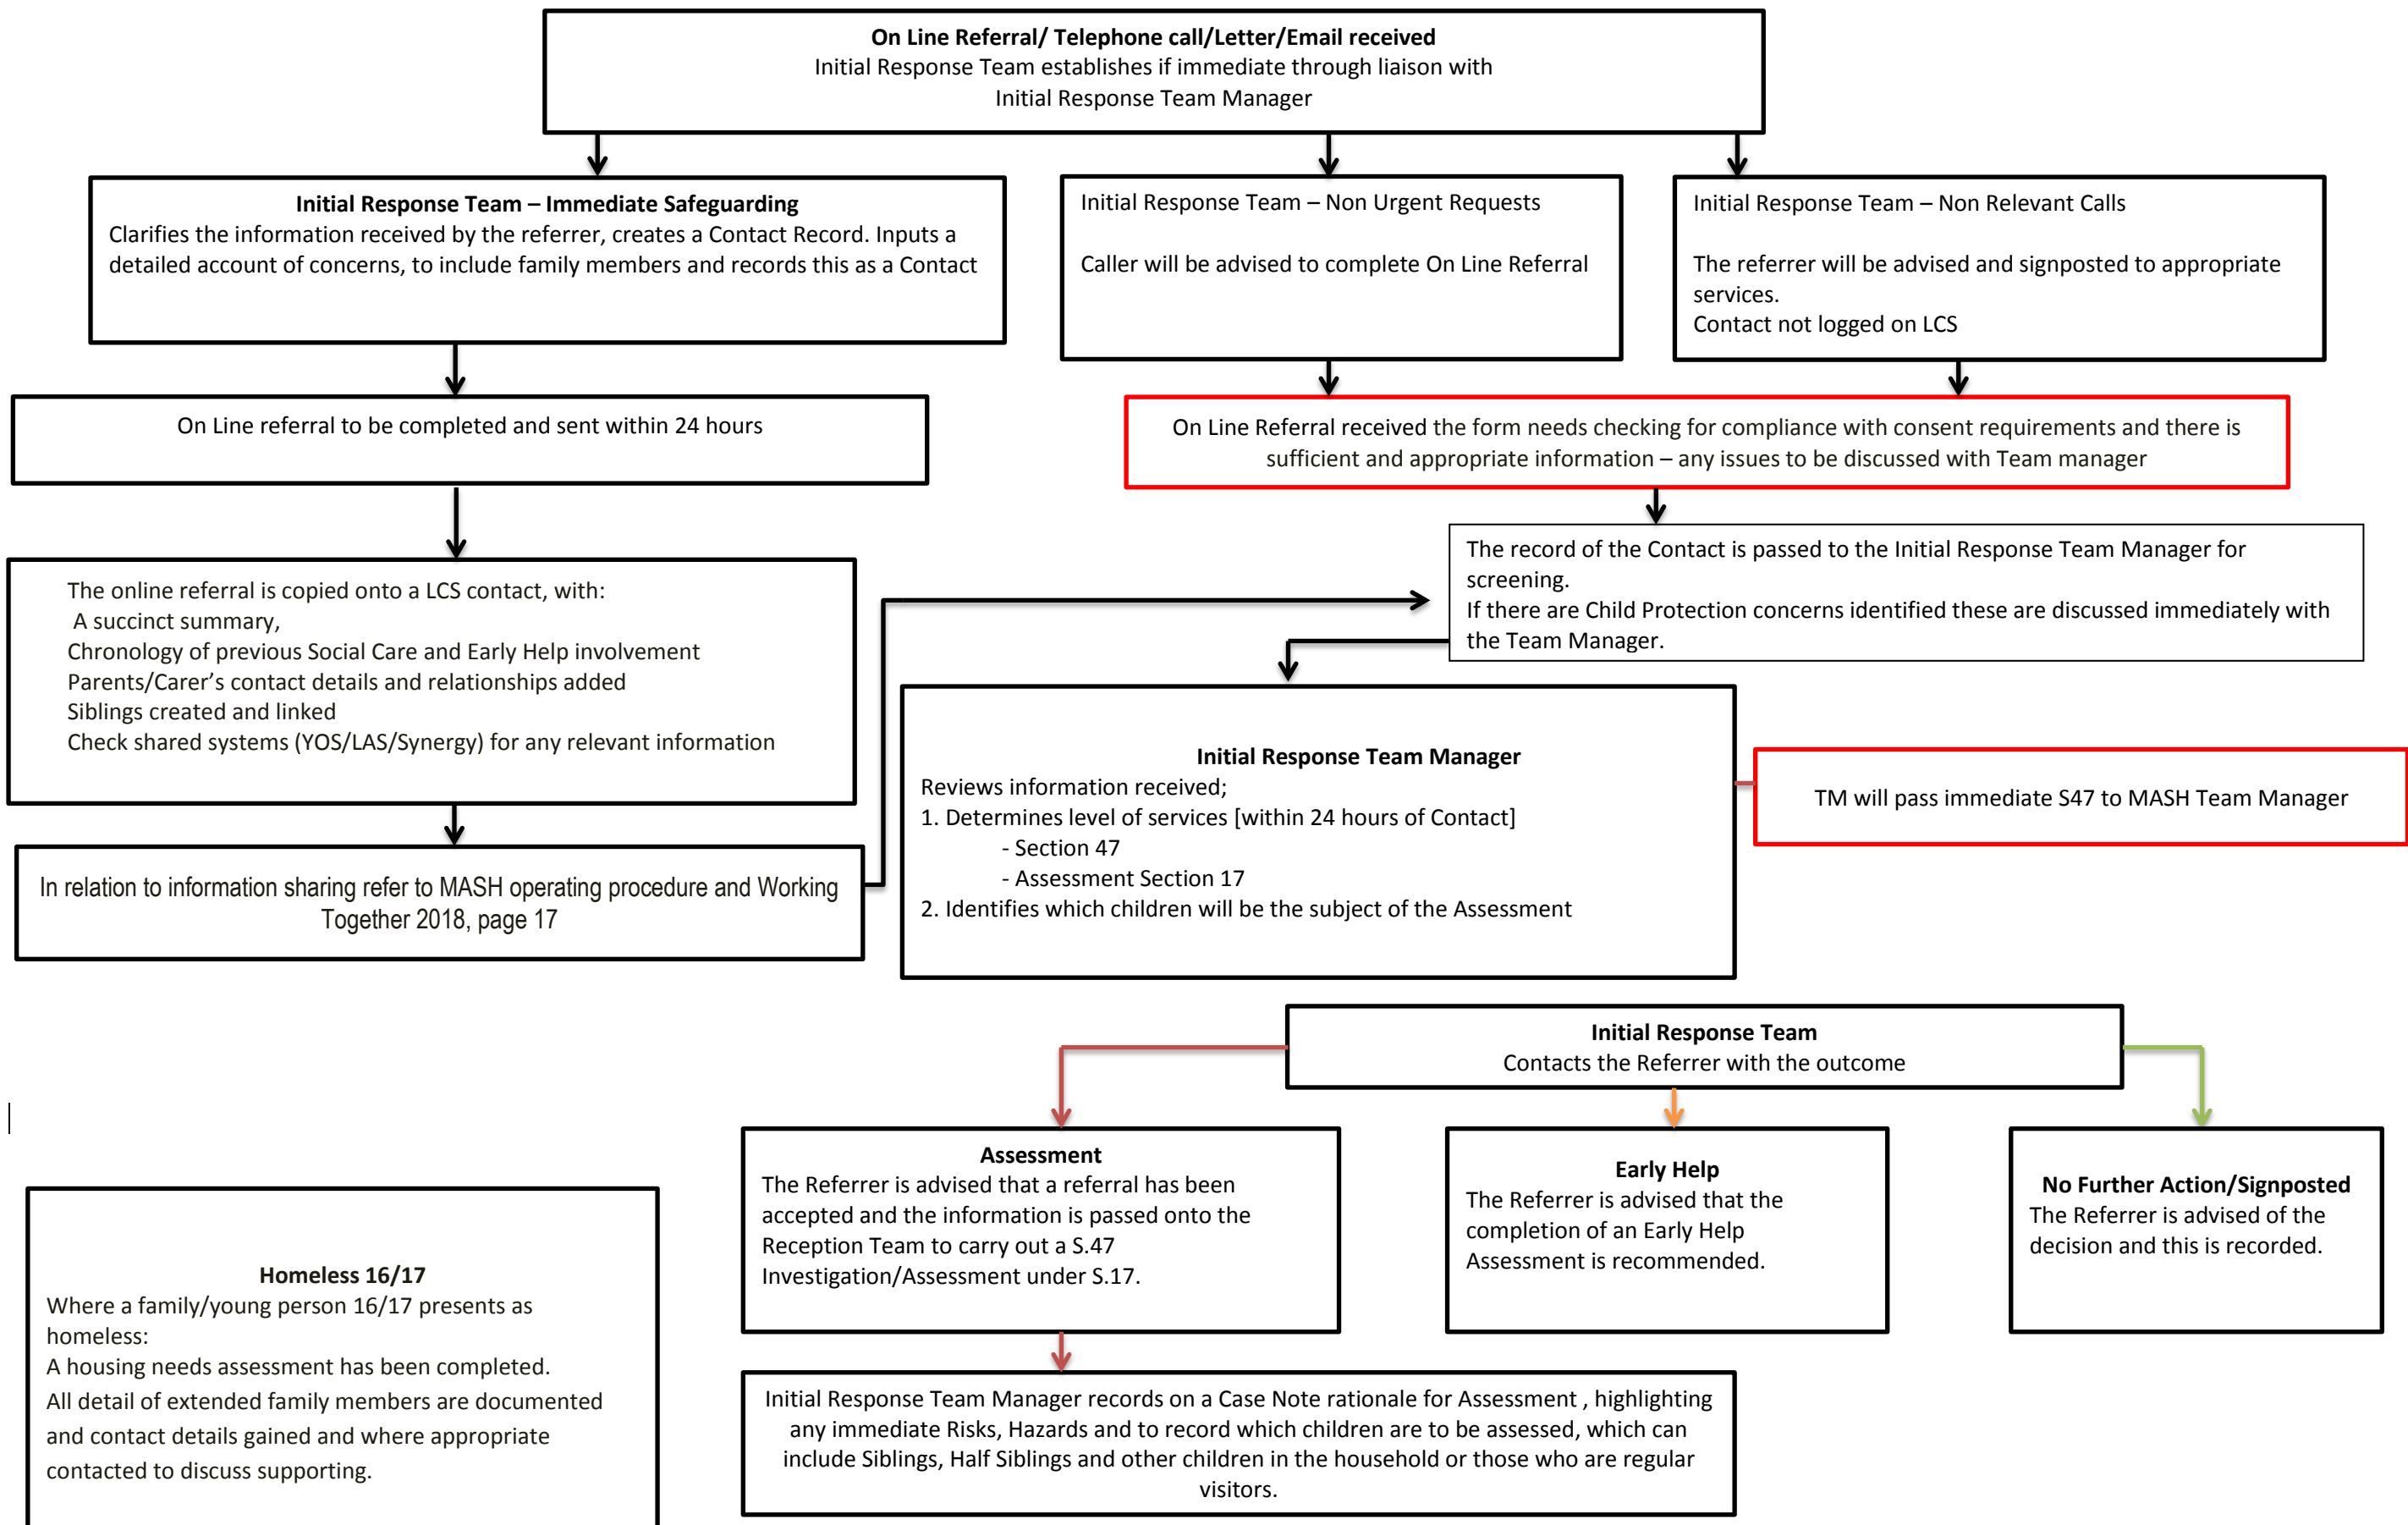 On Line Referral/ Telephone call/Letter/Email received
Initial Response Team establishes if immediate through liaison with
Initial Response Team Manager
Initial Response Team – Immediate Safeguarding
Clarifies the information received by the referrer, creates a Contact Record. Inputs a
detailed account of concerns, to include family members and records this as a Contact
Initial Response Team – Non Urgent Requests
Caller will be advised to complete On Line Referral
Initial Response Team – Non Relevant Calls
The referrer will be advised and signposted to appropriate
services.
Contact not logged on LCS
On Line referral to be completed and sent within 24 hours
On Line Referral received the form needs checking for compliance with consent requirements and there is
sufficient and appropriate information – any issues to be discussed with Team manager
The online referral is copied onto a LCS contact, with:
A succinct summary,
Chronology of previous Social Care and Early Help involvement
Parents/Carer’s contact details and relationships added
Siblings created and linked
Check shared systems (YOS/LAS/Synergy) for any relevant information
The record of the Contact is passed to the Initial Response Team Manager for
screening.
If there are Child Protection concerns identified these are discussed immediately with
the Team Manager.
In relation to information sharing refer to MASH operating procedure and Working
Together 2018, page 17
Initial Response Team Manager
Reviews information received;
1. Determines level of services [within 24 hours of Contact]
- Section 47
- Assessment Section 17
2. Identifies which children will be the subject of the Assessment
TM will pass immediate S47 to MASH Team Manager
Initial Response Team
Contacts the Referrer with the outcome
Assessment
The Referrer is advised that a referral has been
accepted and the information is passed onto the
Reception Team to carry out a S.47
Investigation/Assessment under S.17.
Early Help
The Referrer is advised that the
completion of an Early Help
Assessment is recommended.
No Further Action/Signposted
The Referrer is advised of the
decision and this is recorded.
Homeless 16/17
Where a family/young person 16/17 presents as
homeless:
A housing needs assessment has been completed.
All detail of extended family members are documented
and contact details gained and where appropriate
contacted to discuss supporting.
Initial Response Team Manager records on a Case Note rationale for Assessment , highlighting
any immediate Risks, Hazards and to record which children are to be assessed, which can
include Siblings, Half Siblings and other children in the household or those who are regular
visitors.